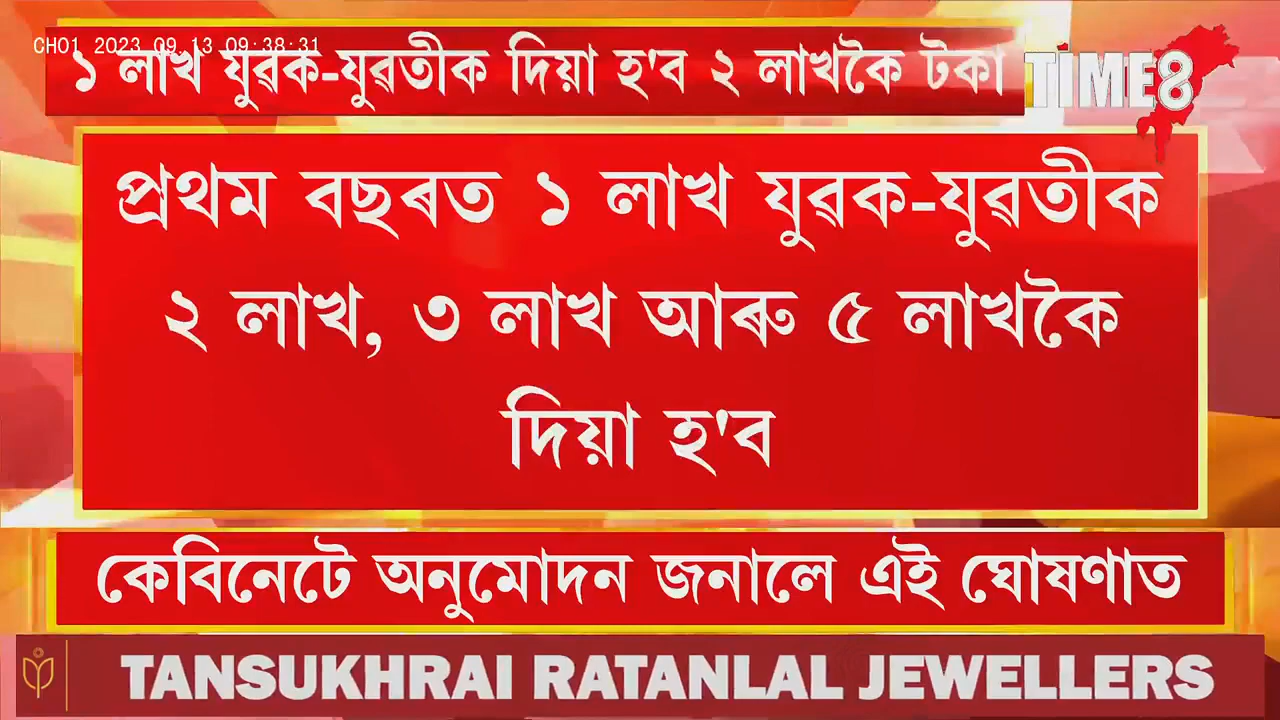 CH01 2023 09 13 09:38:31
১ লাখ যুৱক-যুৱতীক দিয়া হ'ব ২ লাখকৈ টকা
TIME8
প্ৰথম বছৰত ১ লাখ যুৱক-যুৱতীক
২ লাখ, ৩ লাখ আৰু ৫ লাখকৈ
দিয়া হ'ব
কেবিনেটে অনুমোদন জনালে এই ঘোষণাত
TANSUKHRAI RATANLAL JEWELLERS